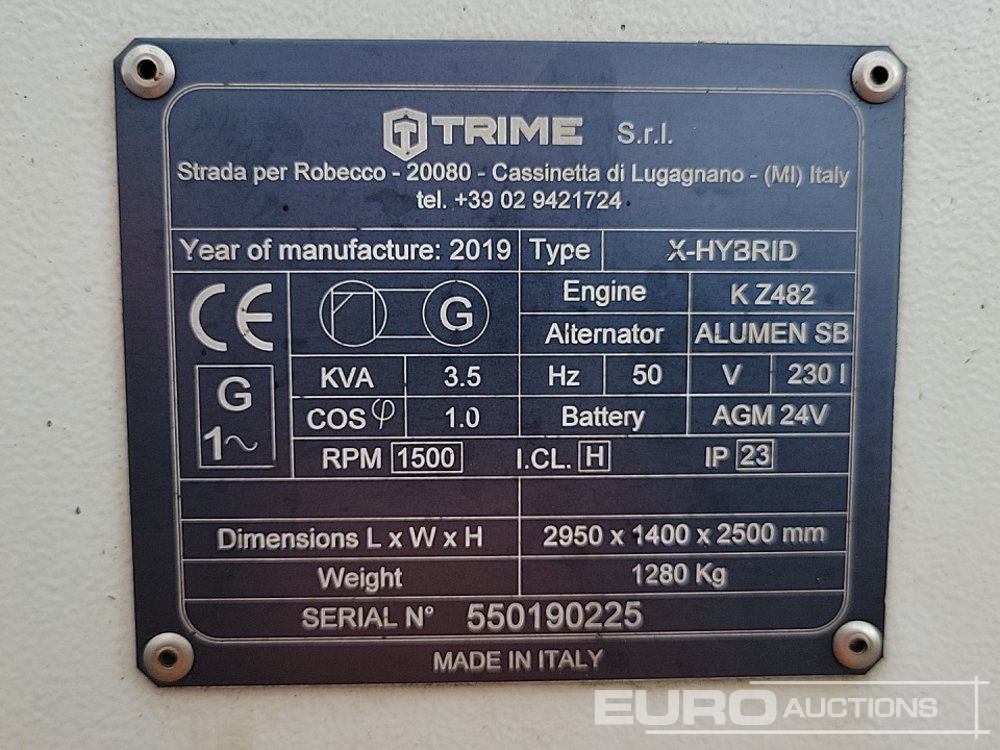 TRIME S.r.l.
Strada per Robecco - 20080 - Cassinetta di Lugagnano - (MI) Italy
tel. +39 02 9421724
Year of manufacture: 2019 Type X-HYBRID
CE G Engine K Z482
Alternator ALUMEN SB
KVA 3.5 Hz 50 V 230 I
G 1~ COS φ 1.0 Battery AGM 24V
RPM 1500 I.CL. H IP 23
Dimensions L x W x H 2950 x 1400 x 2500 mm
Weight 1280 Kg
SERIAL N° 550190225
MADE IN ITALY
EURO AUCTIONS